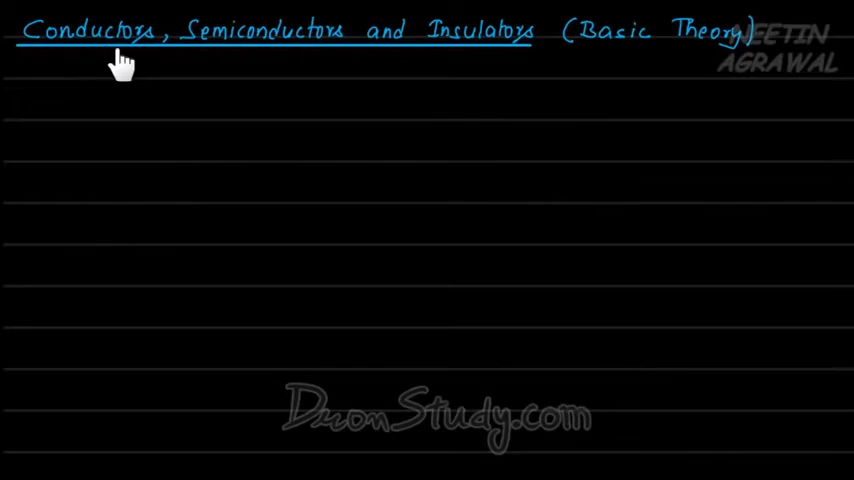 Conductors, Semiconductors and Insulators (Basic Theory)
NEETIN
AGRAWAL
DronStudy.com